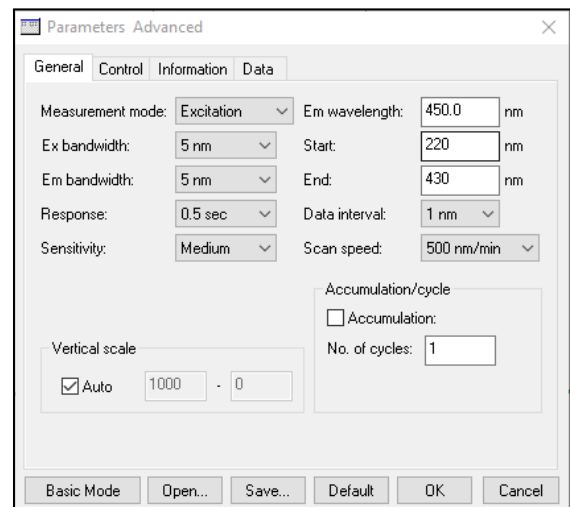 Parameters Advanced
General Control Information Data
Measurement mode: Excitation Em wavelength: 450.0 nm
Ex bandwidth: 5 nm Start: 220 nm
Em bandwidth: 5 nm End: 430 nm
Response: 0.5 sec Data interval: 1 nm
Sensitivity: Medium Scan speed: 500 nm/min
Accumulation/cycle
Accumulation:
Vertical scale No. of cycles: 1
Auto 1000 - 0
Basic Mode Open... Save... Default OK Cancel